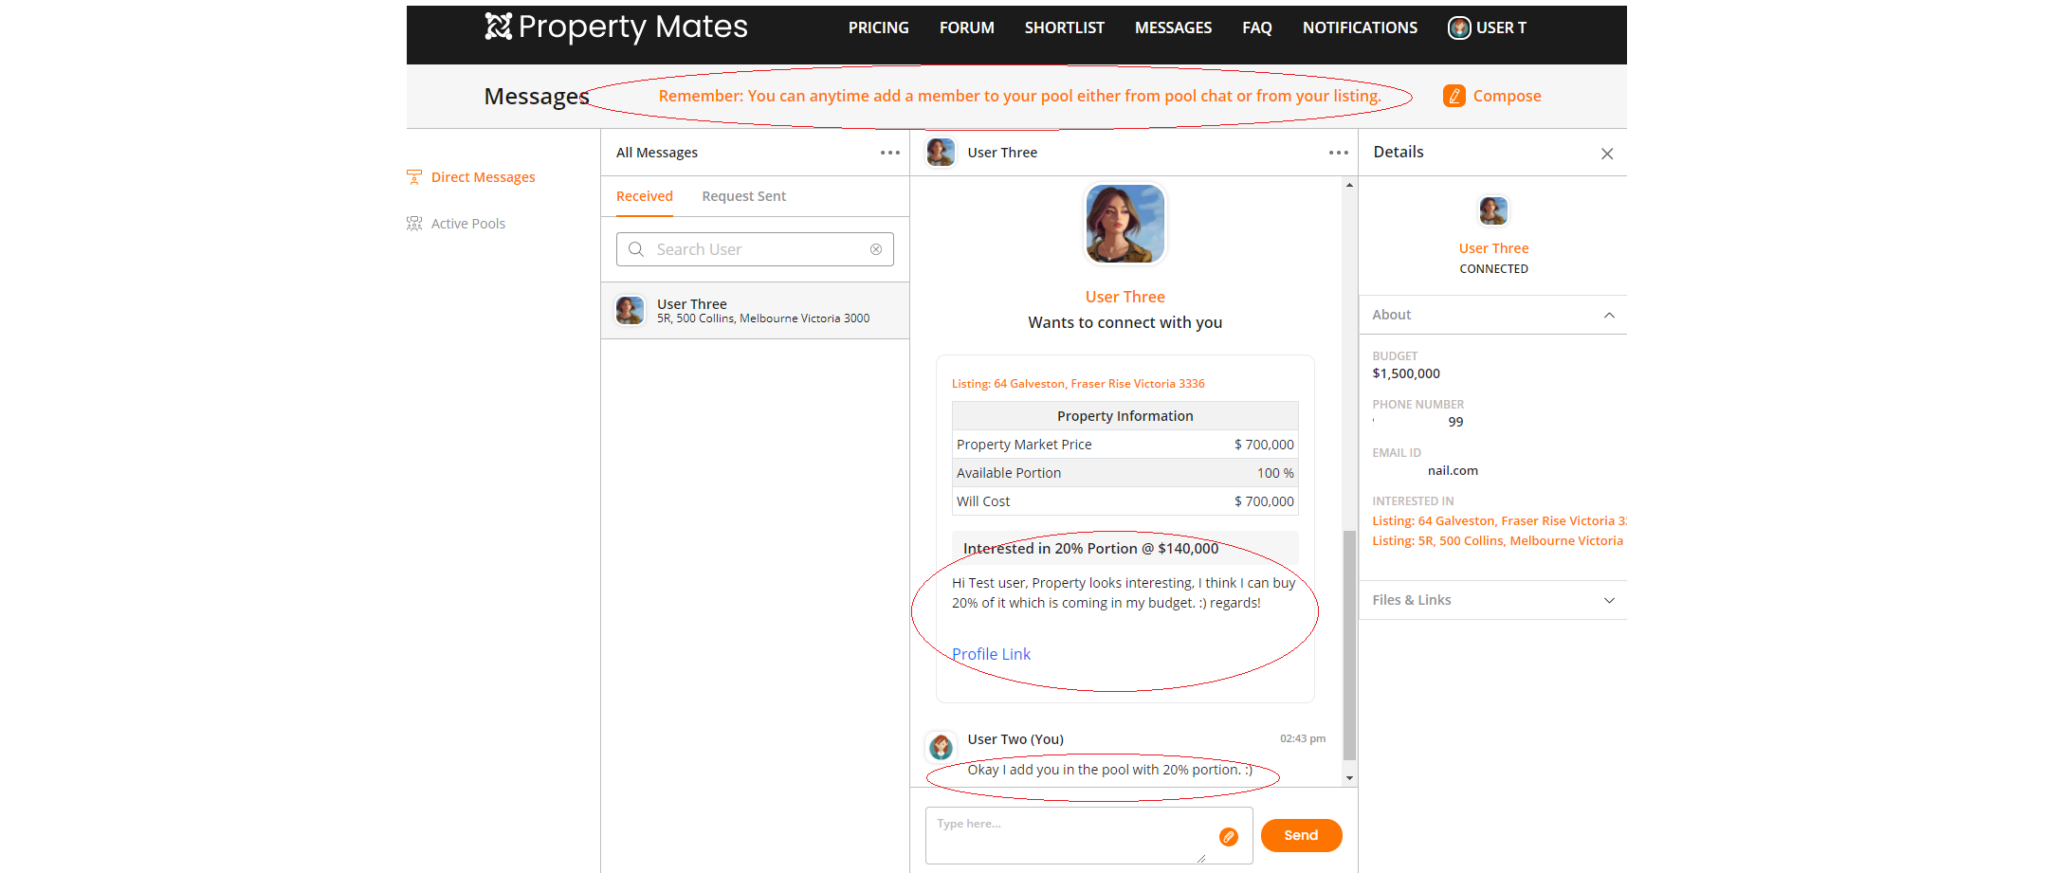 Property Mates
PRICING FORUM SHORTLIST MESSAGES FAQ NOTIFICATIONS USER T
Messages
Remember: You can anytime add a member to your pool either from pool chat or from your listing.
Compose
Direct Messages
Active Pools
All Messages
Received Request Sent
Search User
User Three
5R, 500 Collins, Melbourne Victoria 3000
User Three
User Three
Wants to connect with you
Listing: 64 Galveston, Fraser Rise Victoria 3336
Property Information
Property Market Price $ 700,000
Available Portion 100 %
Will Cost $ 700,000
Interested in 20% Portion @ $140,000
Hi Test user, Property looks interesting, I think I can buy
20% of it which is coming in my budget. :) regards!
Profile Link
User Two (You) 02:43 pm
Okay I add you in the pool with 20% portion. :)
Type here...
Send
Details
User Three
CONNECTED
About
BUDGET
$1,500,000
PHONE NUMBER
99
EMAIL ID
nail.com
INTERESTED IN
Listing: 64 Galveston, Fraser Rise Victoria
Listing: 5R, 500 Collins, Melbourne Victoria
Files & Links